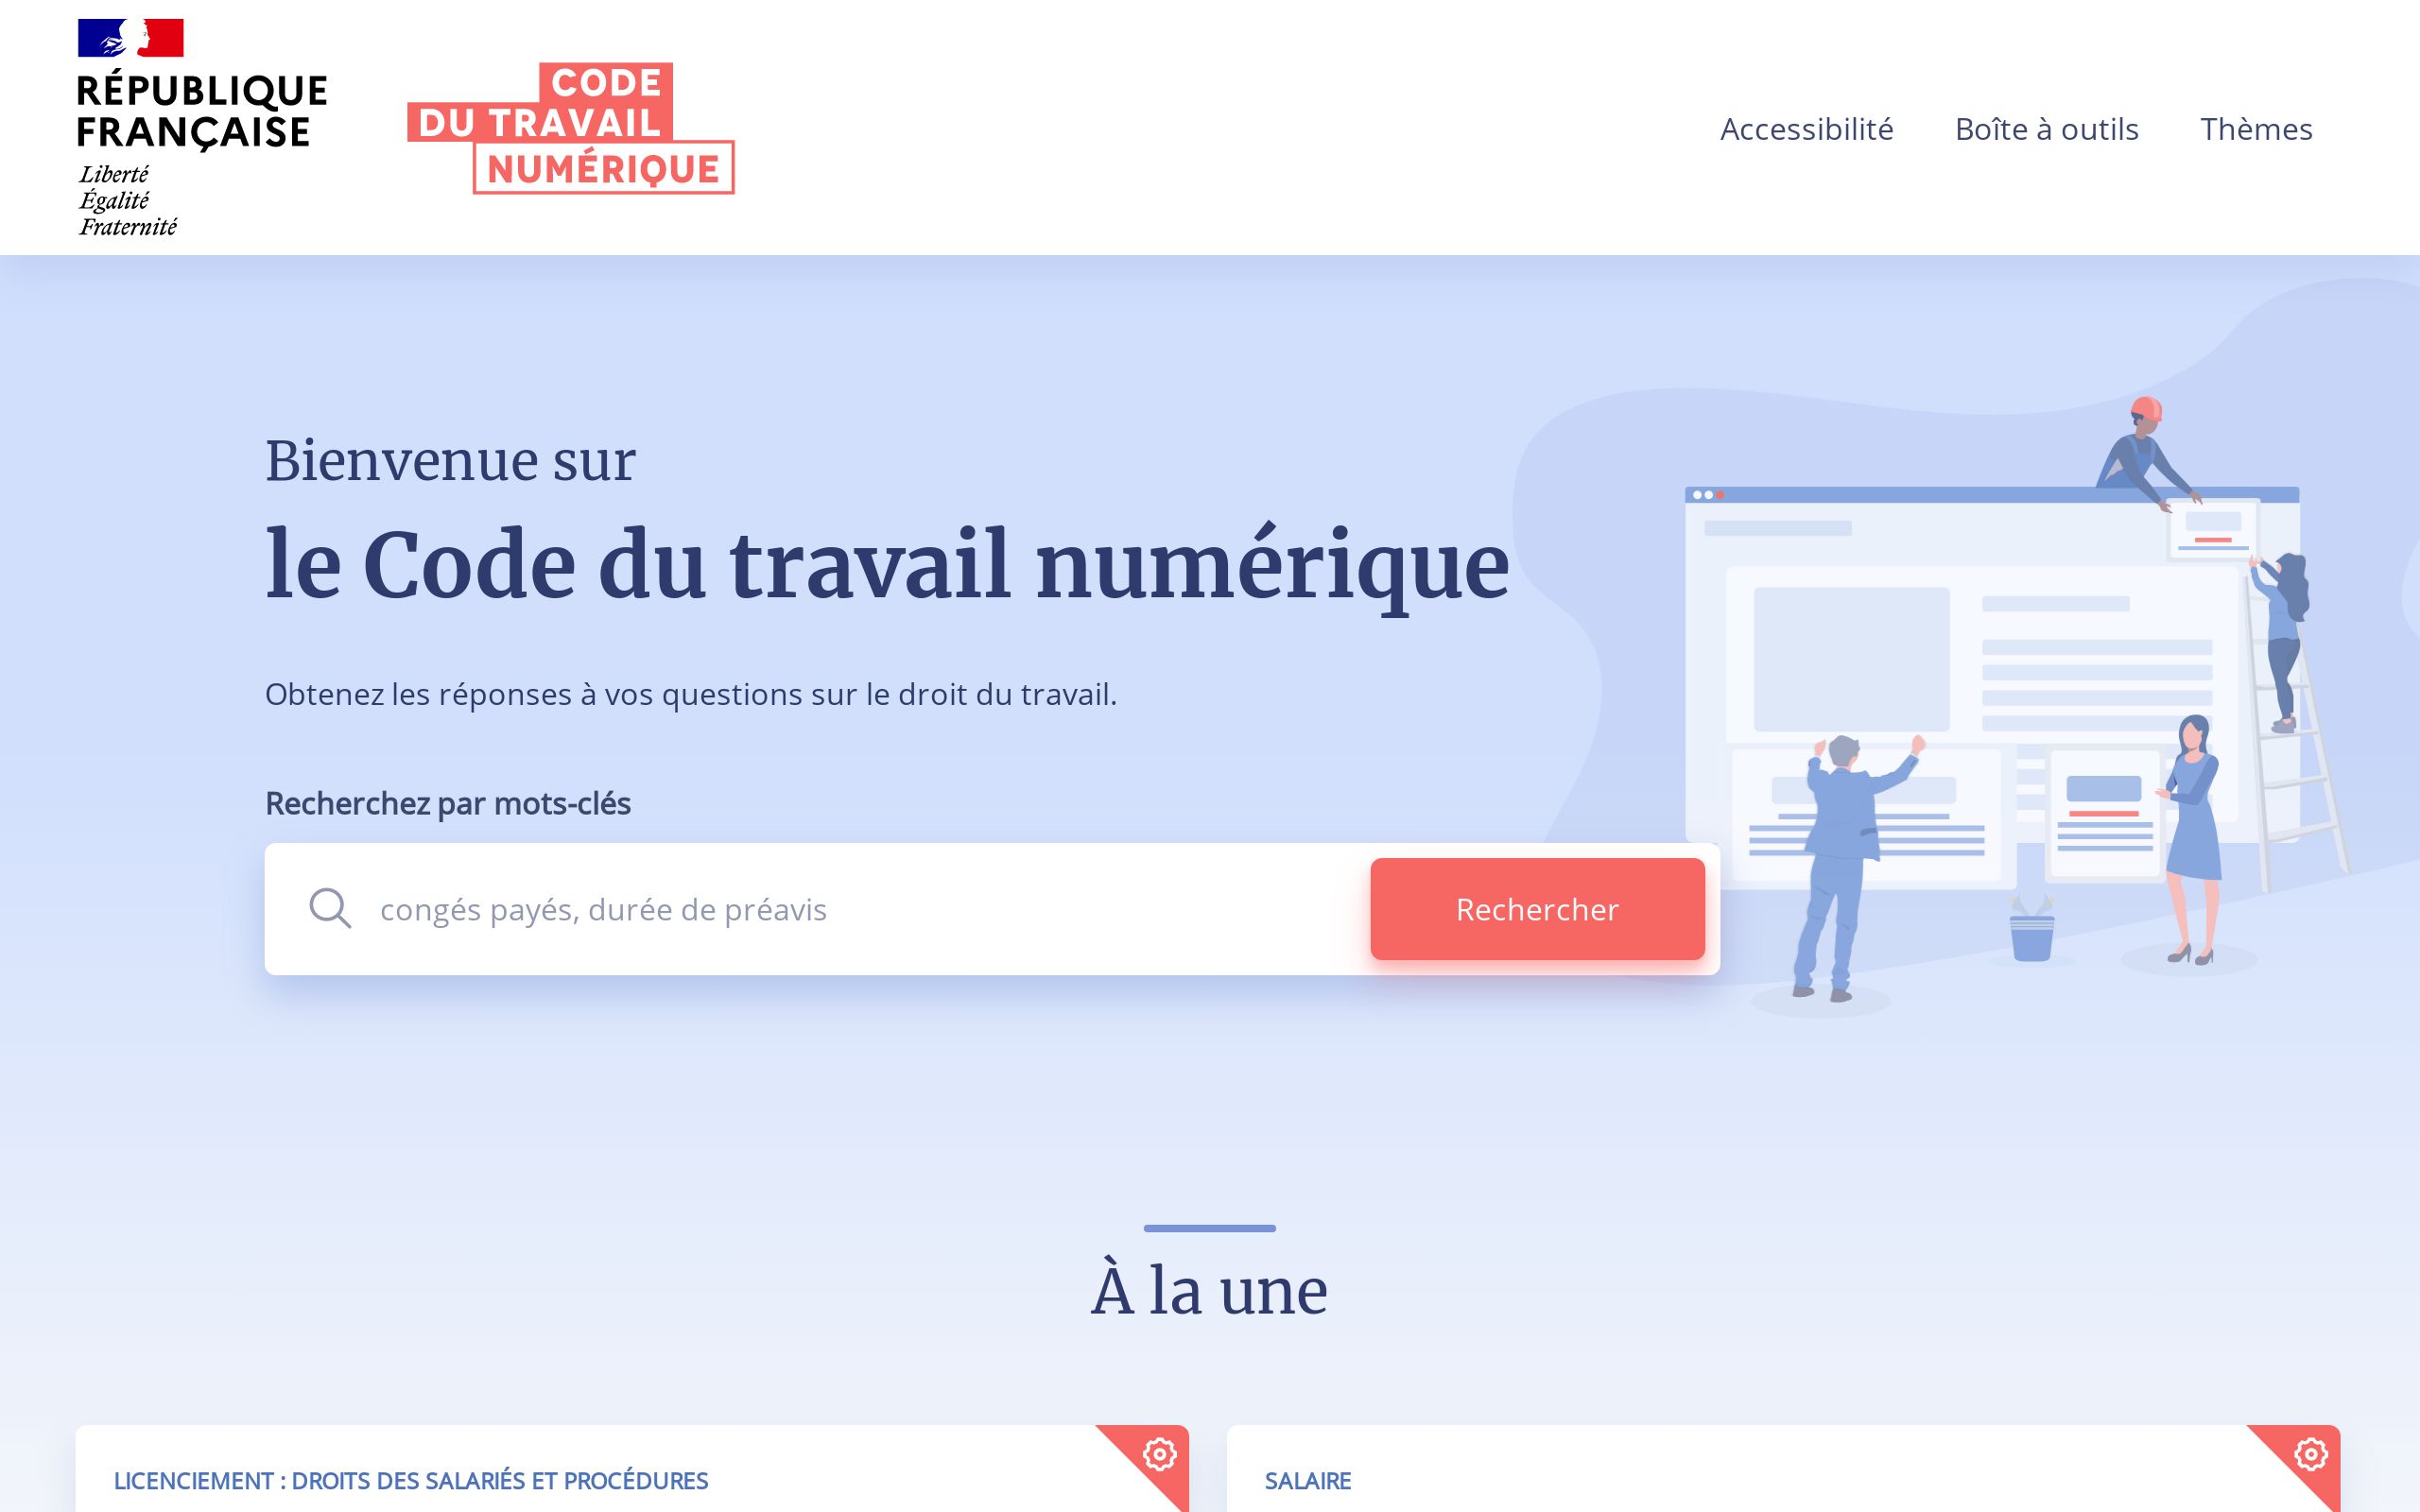 RÉPUBLIQUE
FRANÇAISE
Liberté
Égalité
Fraternité
CODE
DU TRAVAIL
NUMÉRIQUE
Accessibilité
Boîte à outils
Thèmes
Bienvenue sur
le Code du travail numérique
Obtenez les réponses à vos questions sur le droit du travail.
Recherchez par mots-clés
congés payés, durée de préavis
Rechercher
À la une
LICENCIEMENT : DROITS DES SALARIÉS ET PROCÉDURES
SALAIRE